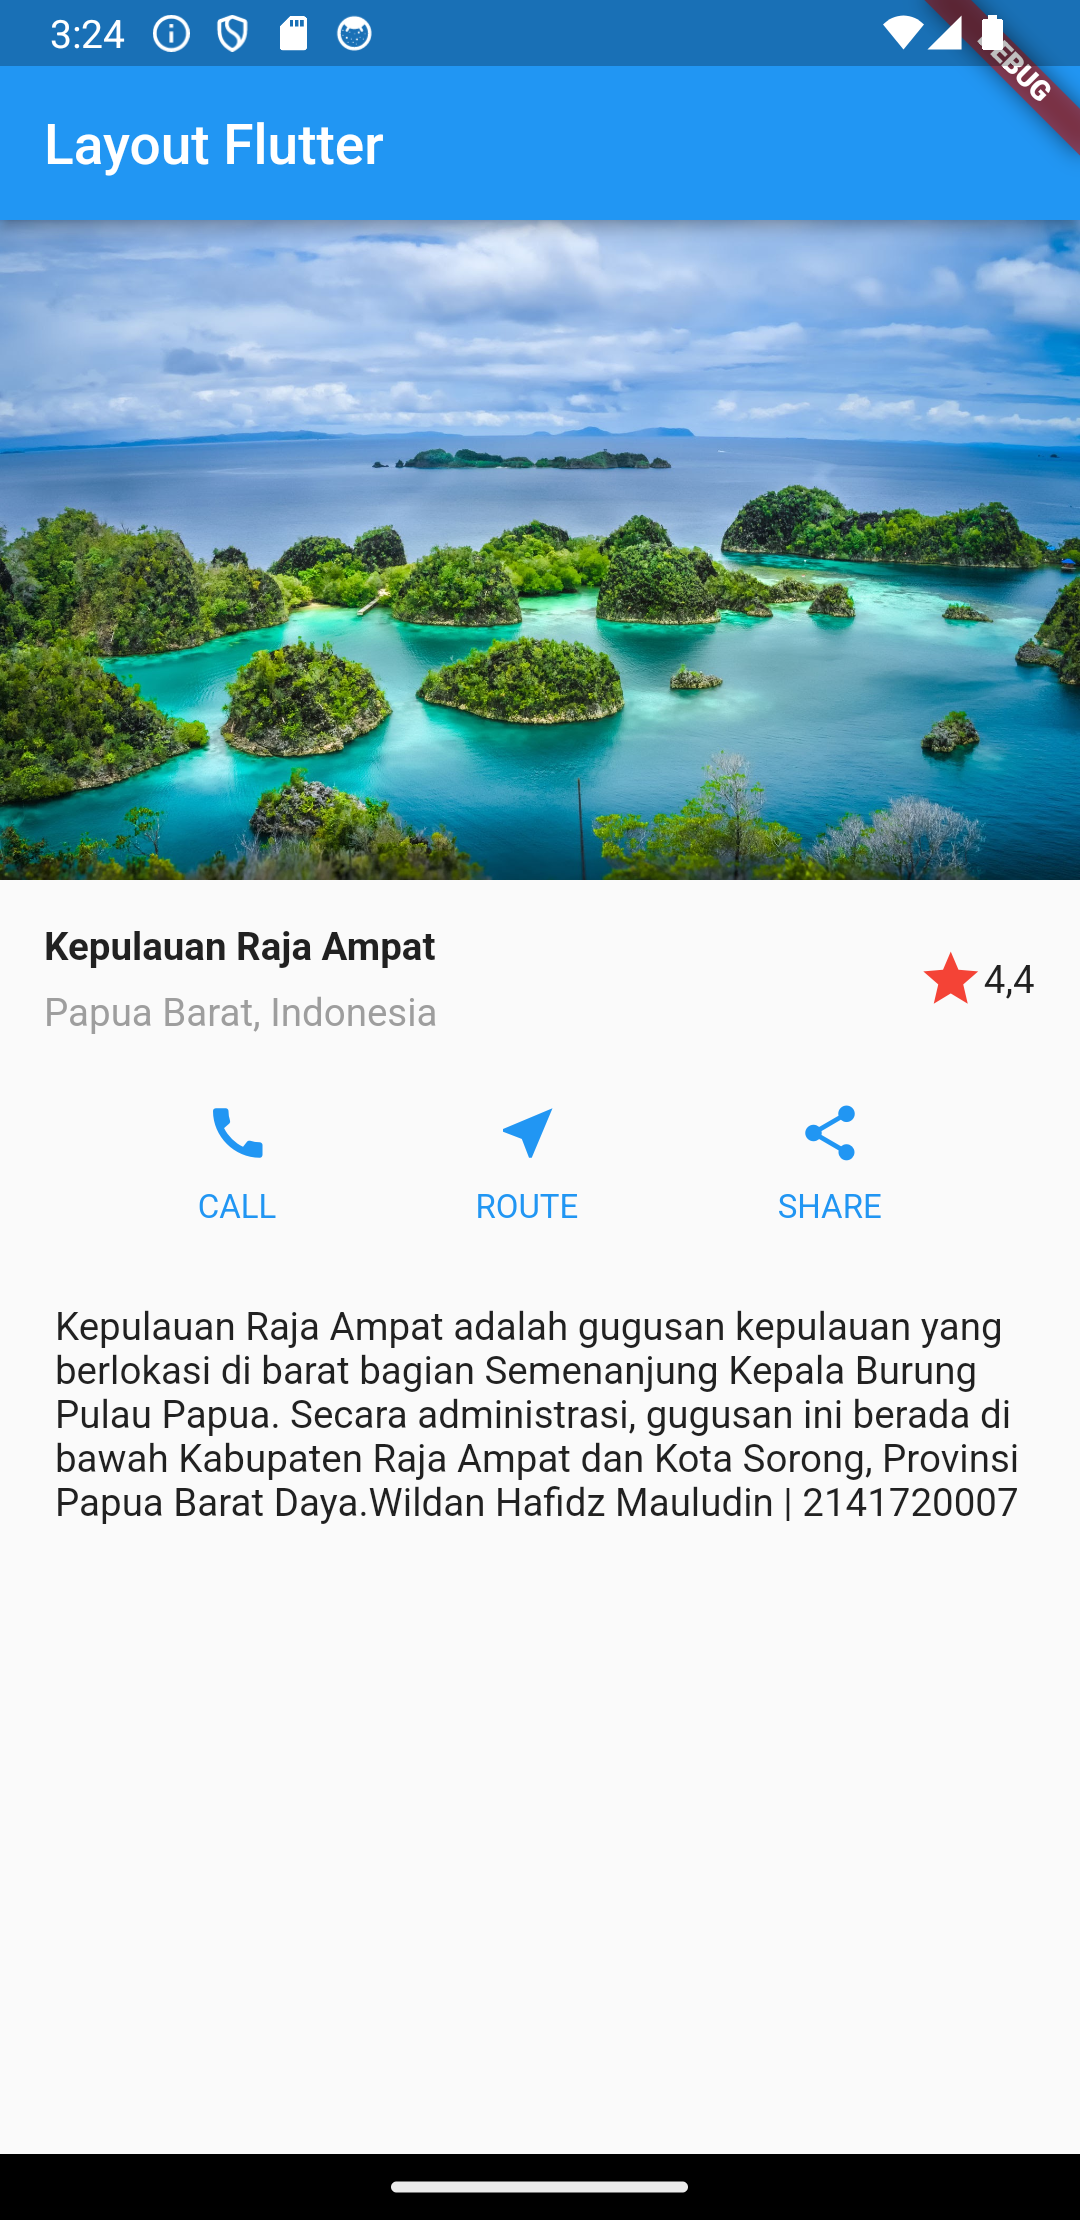 3:24
DEBUG
Layout Flutter
Kepulauan Raja Ampat
Papua Barat, Indonesia
4,4
CALL
ROUTE
SHARE
Kepulauan Raja Ampat adalah gugusan kepulauan yang
berlokasi di barat bagian Semenanjung Kepala Burung
Pulau Papua. Secara administrasi, gugusan ini berada di
bawah Kabupaten Raja Ampat dan Kota Sorong, Provinsi
Papua Barat Daya.Wildan Hafidz Mauludin | 2141720007